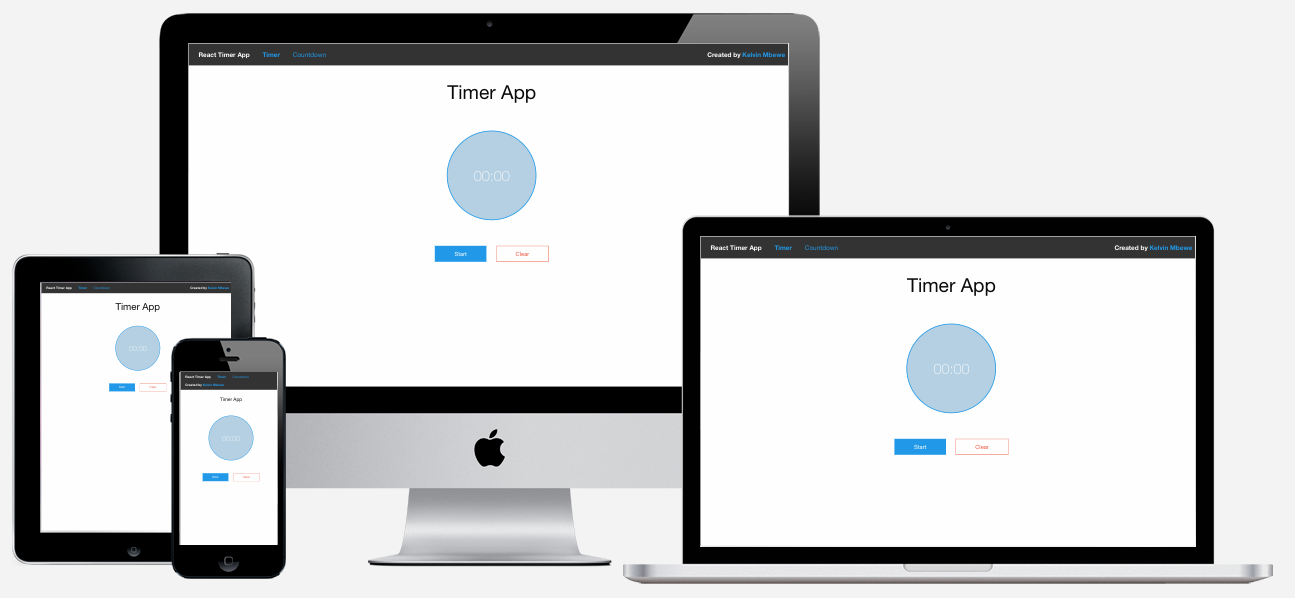 React Timer App Timer Countdown Created by Kelvin Mbewe
Timer App
00:00
Start Clear
React Timer App Timer Countdown Created by Kelvin Mbewe
Timer App
00:00
Start Clear
React Timer App Timer Countdown Created by Kelvin Mbewe
Timer App
00:00
Start Clear
React Timer App Timer Countdown
Created by Kelvin Mbewe
Timer App
00:00
Start Clear